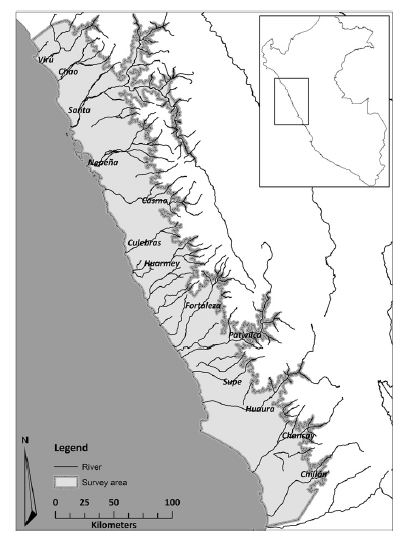 Virú
Chao
Santa
Nepeña
Casma
Culebras
Huarmey
Fortaleza
Pativilca
Supe
Huaura
Chancay
Chillón
N
Legend
River
Survey area
0 25 50 100
Kilometers